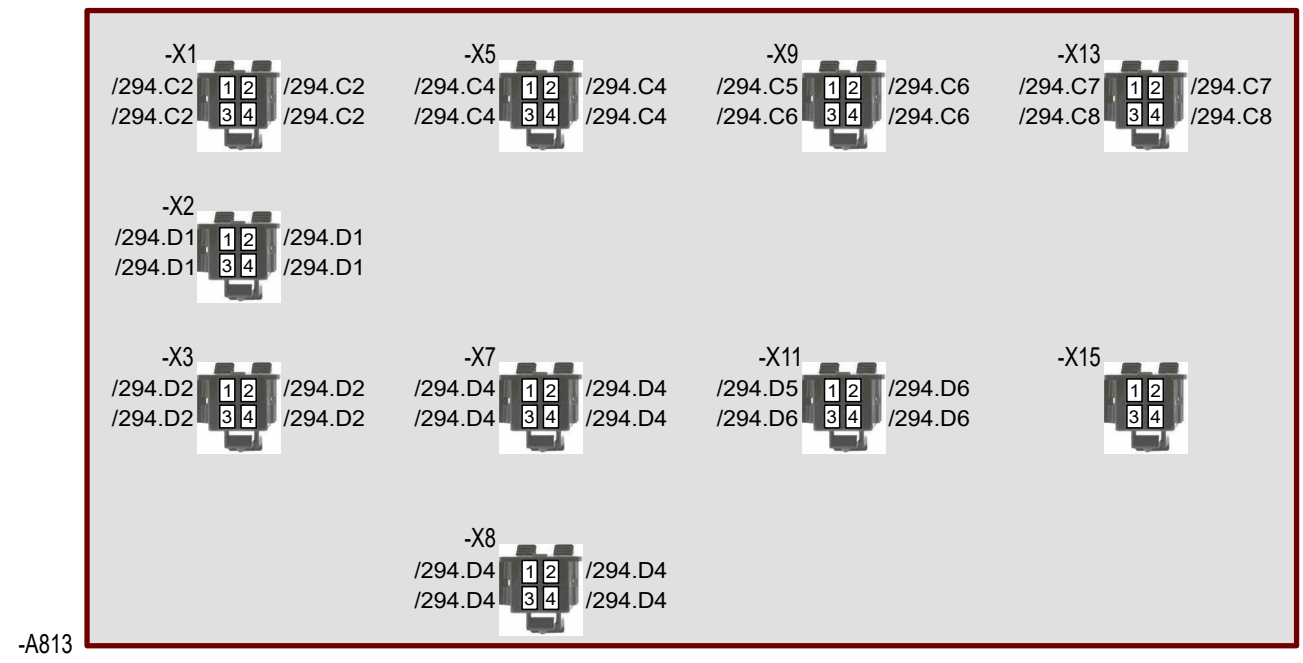 -X1 -X5 -X9 -X13
/294.C2 1 2 /294.C2 /294.C4 1 2 /294.C4 /294.C5 1 2 /294.C6 /294.C7 1 2 /294.C7
/294.C2 3 4 /294.C2 /294.C4 3 4 /294.C4 /294.C6 3 4 /294.C6 /294.C8 3 4 /294.C8
-X2
/294.D1 1 2 /294.D1
/294.D1 3 4 /294.D1
-X3 -X7 -X11 -X15
/294.D2 1 2 /294.D2 /294.D4 1 2 /294.D4 /294.D5 1 2 /294.D6 1 2
/294.D2 3 4 /294.D2 /294.D4 3 4 /294.D4 /294.D6 3 4 /294.D6 3 4
-X8
/294.D4 1 2 /294.D4
/294.D4 3 4 /294.D4
-A813